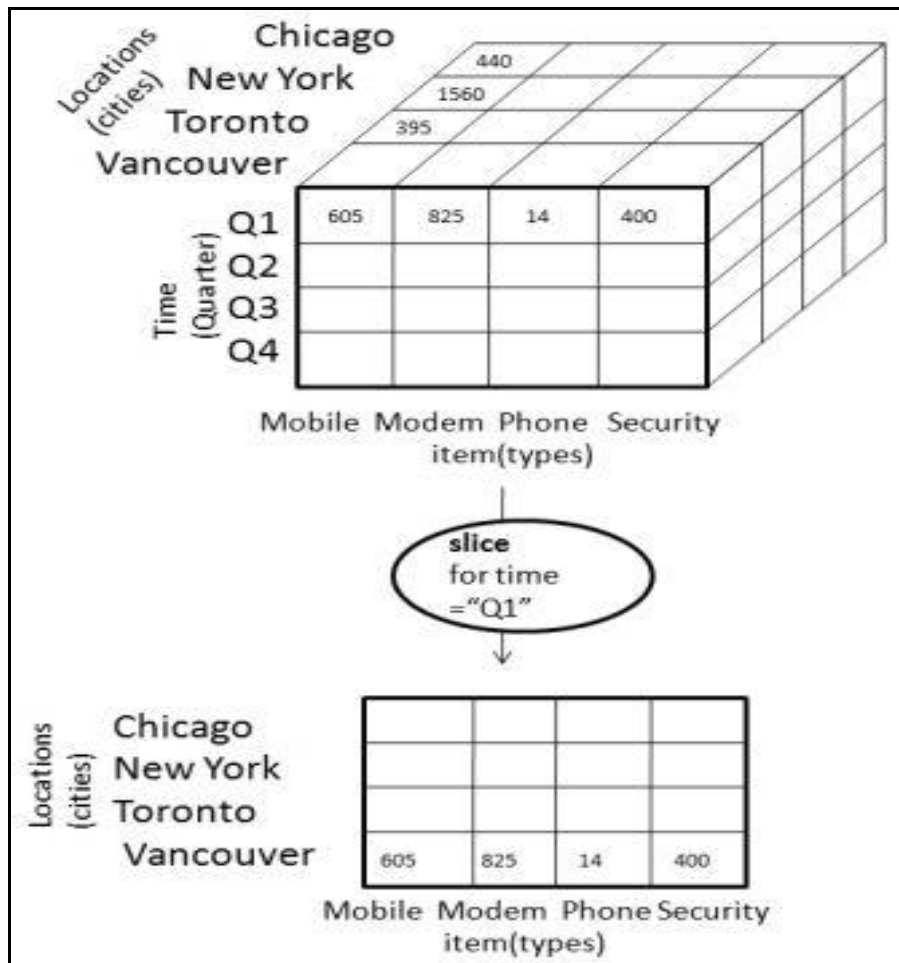 Locations
(cities)
Chicago
New York
Toronto
Vancouver
440
1560
395
Time
(Quarter)
Q1
Q2
Q3
Q4
605 825 14 400
Mobile Modem Phone Security
item(types)
slice
for time
=“Q1”
Locations
(cities)
Chicago
New York
Toronto
Vancouver
605 825 14 400
Mobile Modem Phone Security
item(types)